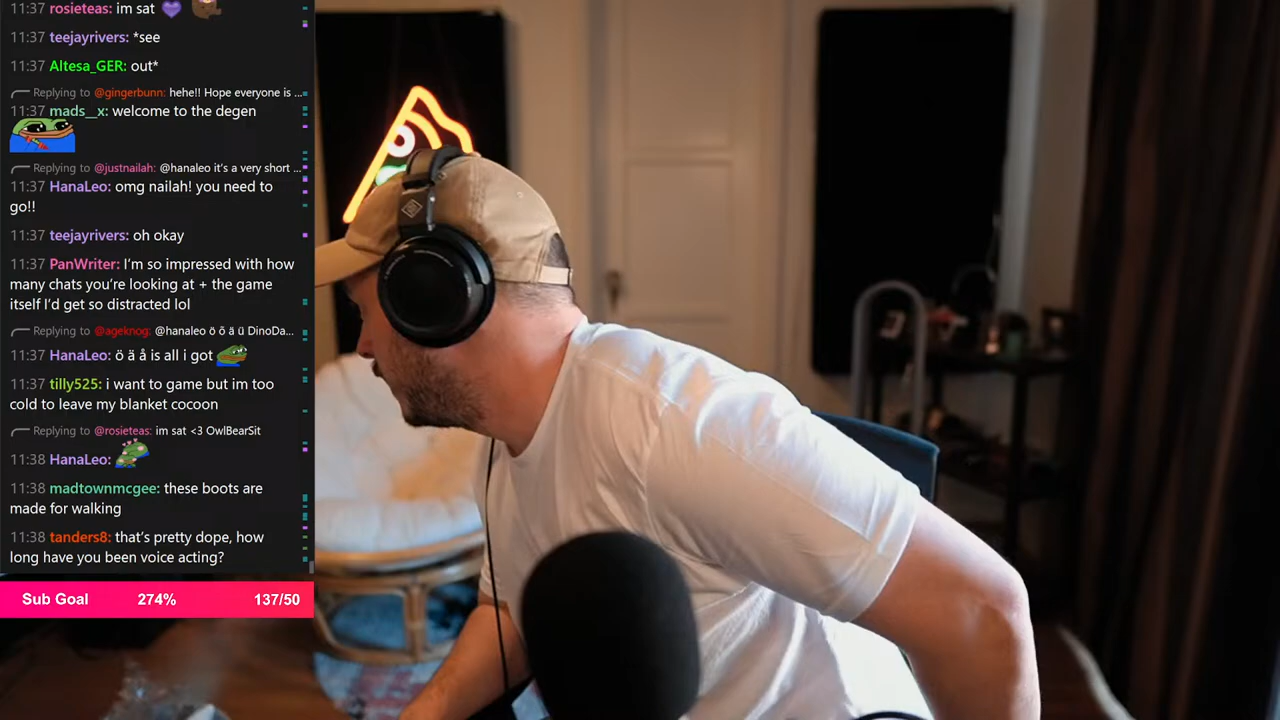 11:37 rosieteas: im sat
11:37 teejayrivers: *see
11:37 Altesa_GER: out*
Replying to @gingerbunn: hehe!! Hope everyone is ...
11:37 mads__x: welcome to the degen
Replying to @justnailah: @hanaleo it's a very short ...
11:37 HanaLeo: omg nailah! you need to
go!!
11:37 teejayrivers: oh okay
11:37 PanWriter: I'm so impressed with how
many chats you're looking at + the game
itself I'd get so distracted lol
Replying to @ageknog: @hanaleo ö õ ä ü DinoDa...
11:37 HanaLeo: ö ä å is all i got
11:37 tilly525: i want to game but im too
cold to leave my blanket cocoon
Replying to @rosieteas: im sat <3 OwlBearSit
11:38 HanaLeo:
11:38 madtownmcgee: these boots are
made for walking
11:38 tanders8: that's pretty dope, how
long have you been voice acting?
Sub Goal 274% 137/50